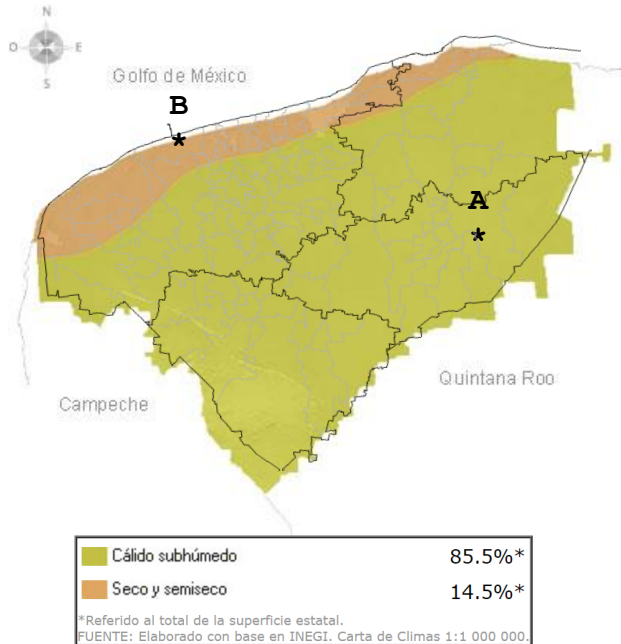 N
O E
S
Golfo de México
B
*
A
*
Quintana Roo
Campeche
Cálido subhúmedo 85.5%*
Seco y semiseco 14.5%*
*Referido al total de la superficie estatal.
FUENTE: Elaborado con base en INEGI. Carta de Climas 1:1 000 000.